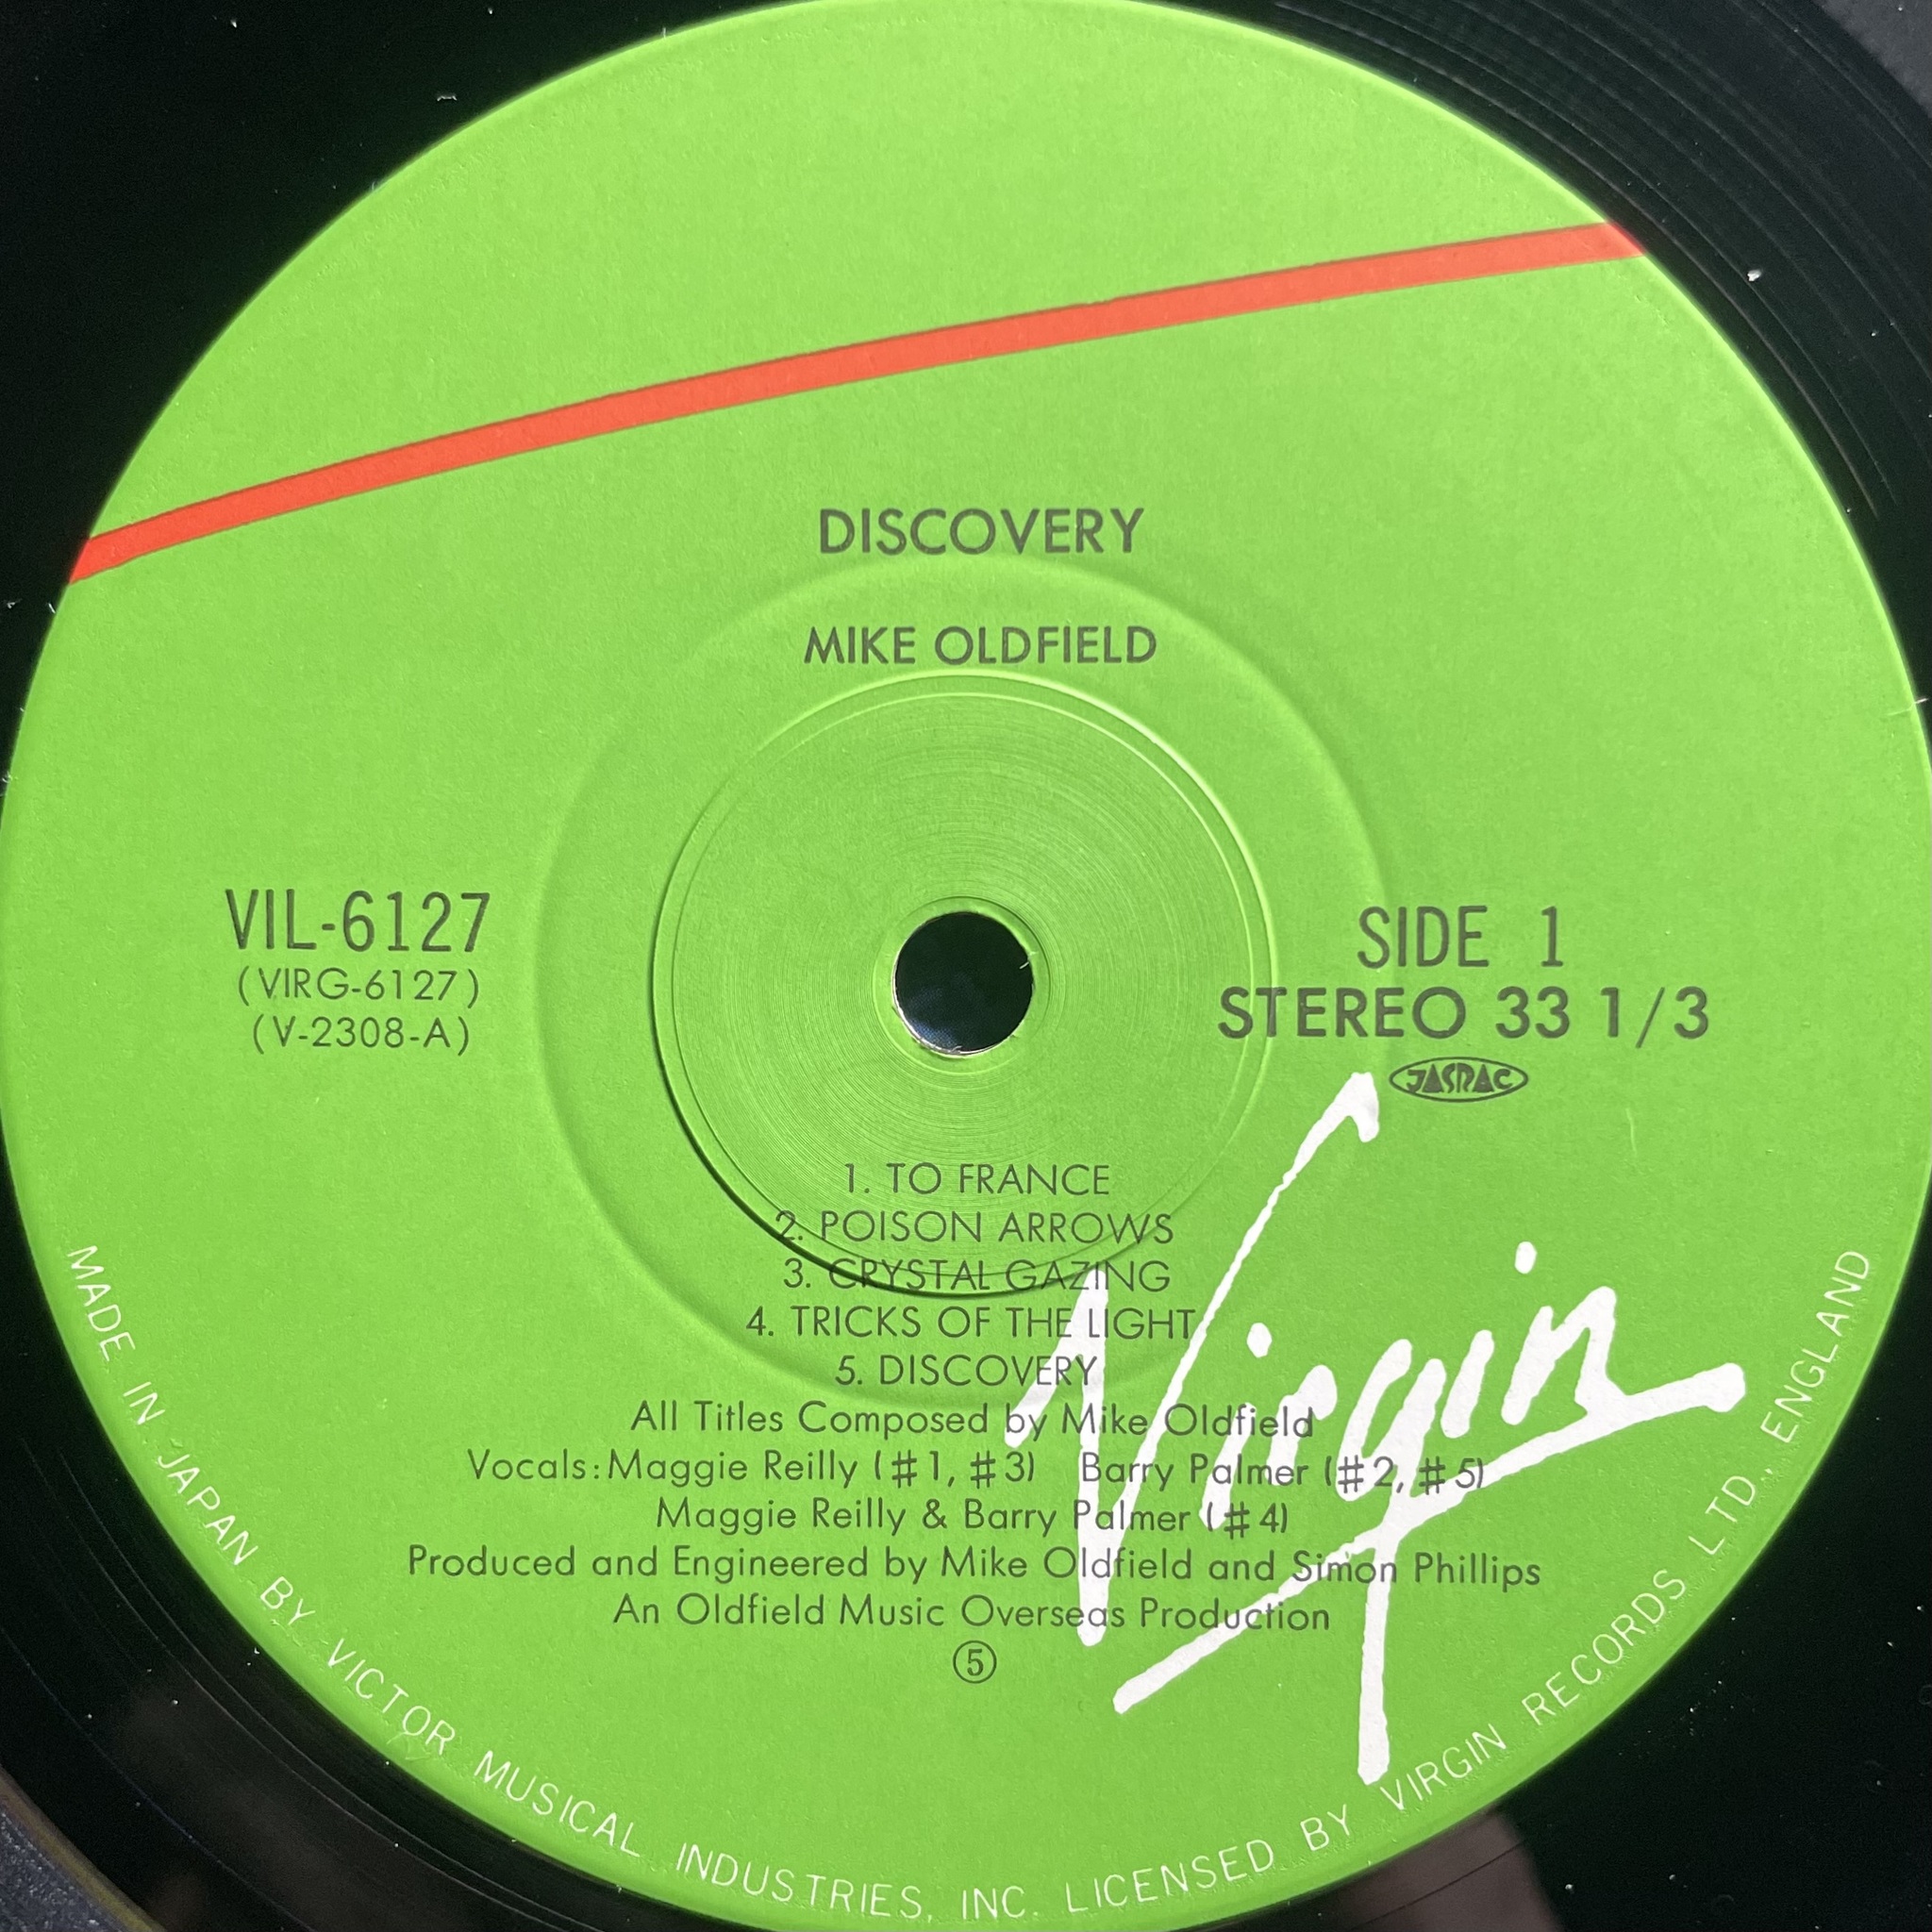 DISCOVERY
MIKE OLDFIELD
VIL-6127
(VIRG-6127)
(V-2308-A)
SIDE 1
STEREO 33 1/3
JASRAC
1. TO FRANCE
2. POISON ARROWS
3. CRYSTAL GAZING
4. TRICKS OF THE LIGHT
5. DISCOVERY
All Titles Composed by Mike Oldfield
Vocals: Maggie Reilly (#1, #3) Barry Palmer (#2, #5)
Maggie Reilly & Barry Palmer (#4)
Produced and Engineered by Mike Oldfield and Simon Phillips
An Oldfield Music Overseas Production
⑤
Virgin
MADE IN JAPAN BY VICTOR MUSICAL INDUSTRIES, INC. LICENSED BY VIRGIN RECORDS LTD., ENGLAND